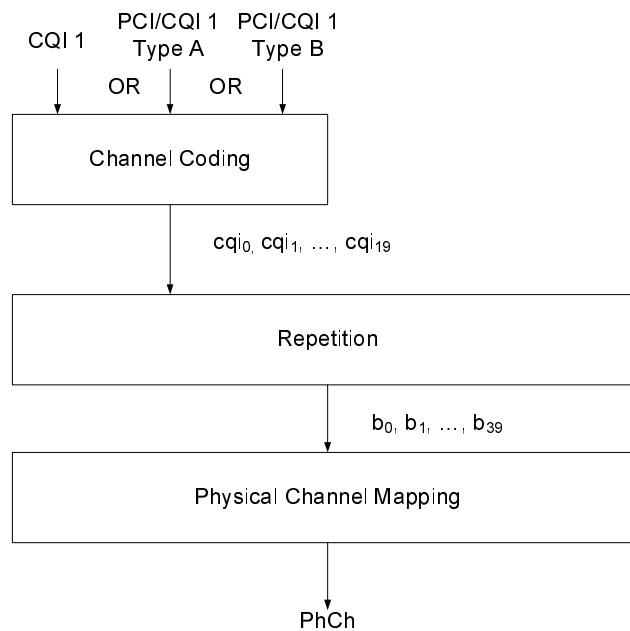 CQI 1
PCI/CQI 1
Type A
PCI/CQI 1
Type B
OR
OR
Channel Coding
cqi₀, cqi₁, …, cqi₁₉
Repetition
b₀, b₁, …, b₃₉
Physical Channel Mapping
PhCh